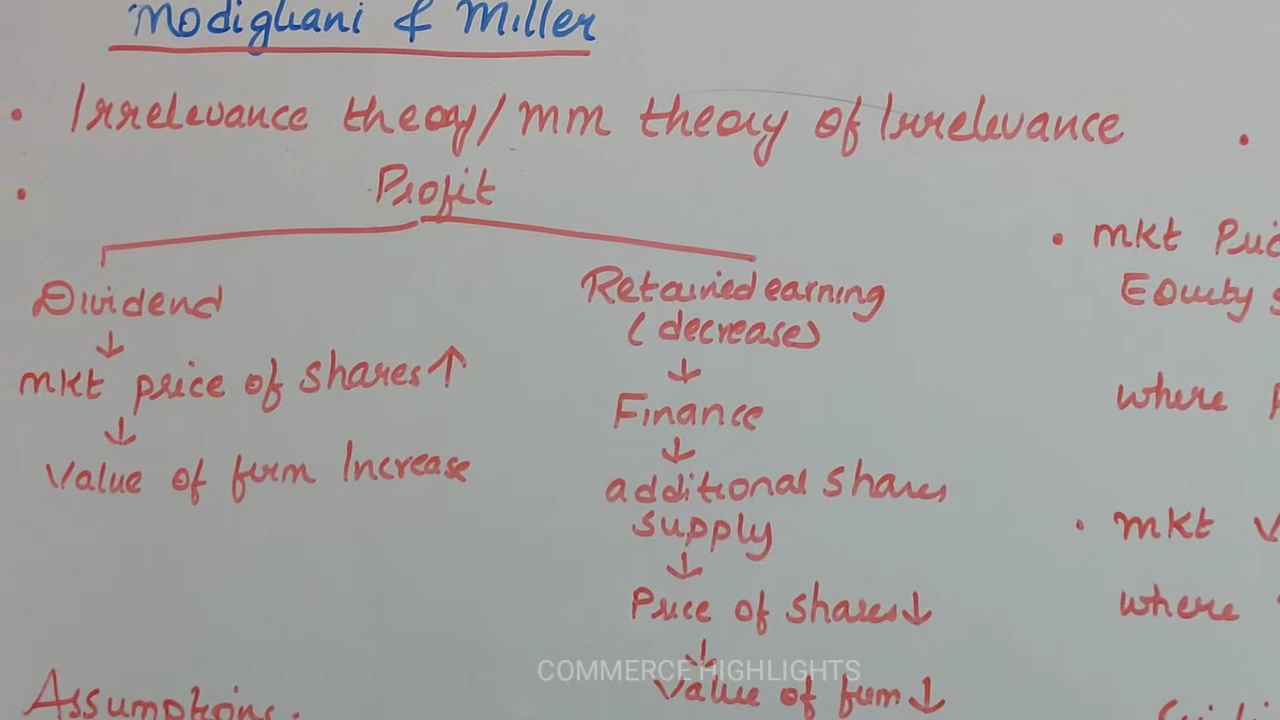 Modigliani & Miller
• Irrelevance theory/MM theory of Irrelevance
• Profit
Dividend
↓
mkt price of shares ↑
↓
Value of firm Increase
Retained earning
(decrease)
↓
Finance
↓
additional shares
supply
↓
Price of shares ↓
↓
Value of firm ↓
Assumptions.
•
• mkt
Equity
where
• mkt
where
COMMERCE HIGHLIGHTS